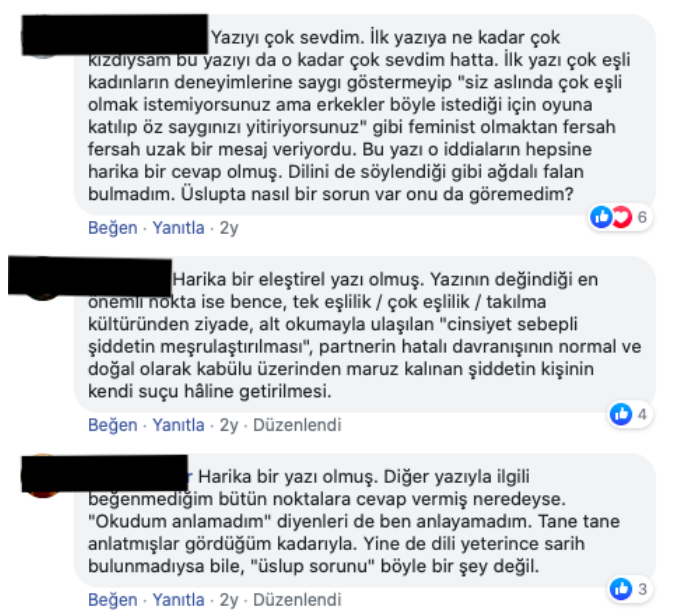 Yazıyı çok sevdim. İlk yazıya ne kadar çok
kızdıysam bu yazıyı da o kadar çok sevdim hatta. İlk yazı çok eşli
kadınların deneyimlerine saygı göstermeyip "siz aslında çok eşli
olmak istemiyorsunuz ama erkekler böyle istediği için oyuna
katılıp öz saygınızı yitiriyorsunuz" gibi feminist olmaktan fersah
fersah uzak bir mesaj veriyordu. Bu yazı o iddiaların hepsine
harika bir cevap olmuş. Dilini de söylendiği gibi ağdalı falan
bulmadım. Üslupta nasıl bir sorun var onu da göremedim?
6
Beğen · Yanıtla · 2y
Harika bir eleştirel yazı olmuş. Yazının değindiği en
önemli nokta ise bence, tek eşlilik / çok eşlilik / takılma
kültüründen ziyade, alt okumayla ulaşılan "cinsiyet sebepli
şiddetin meşrulaştırılması", partnerin hatalı davranışının normal ve
doğal olarak kabülu üzerinden maruz kalınan şiddetin kişinin
kendi suçu hâline getirilmesi.
4
Beğen · Yanıtla · 2y · Düzenlendi
r Harika bir yazı olmuş. Diğer yazıyla ilgili
beğenmediğim bütün noktalara cevap vermiş neredeyse.
"Okudum anlamadım" diyenleri de ben anlayamadım. Tane tane
anlatmışlar gördüğüm kadarıyla. Yine de dili yeterince sarih
bulunmadıysa bile, "üslup sorunu" böyle bir şey değil.
3
Beğen · Yanıtla · 2y · Düzenlendi